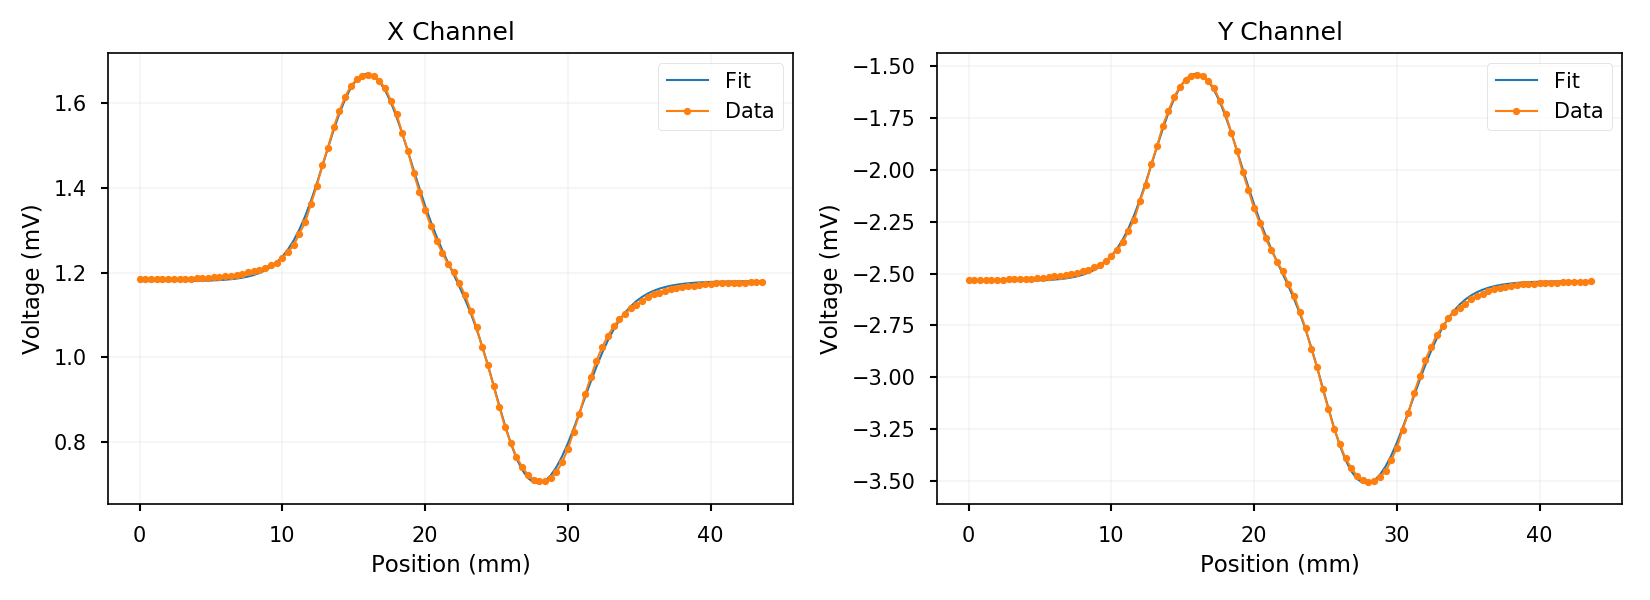 X Channel
Voltage (mV)
1.6
1.4
1.2
1.0
0.8
0
10
20
30
40
Position (mm)
Fit
Data
Y Channel
Voltage (mV)
−1.50
−1.75
−2.00
−2.25
−2.50
−2.75
−3.00
−3.25
−3.50
0
10
20
30
40
Position (mm)
Fit
Data